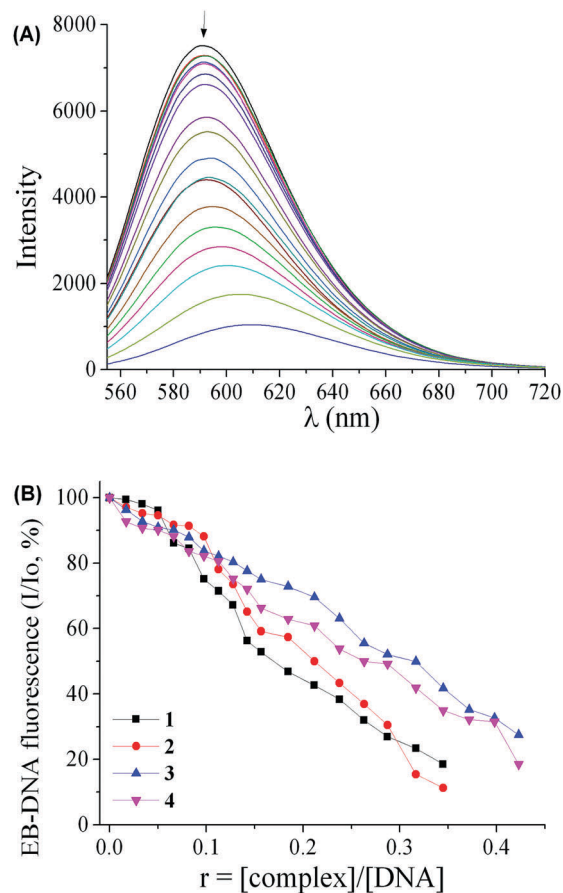 (A)
8000
6000
4000
2000
0
Intensity
560 580 600 620 640 660 680 700 720
λ (nm)
(B)
100
80
60
40
20
0
EB-DNA fluorescence (I/Io, %)
1
2
3
4
0.0 0.1 0.2 0.3 0.4
r = [complex]/[DNA]